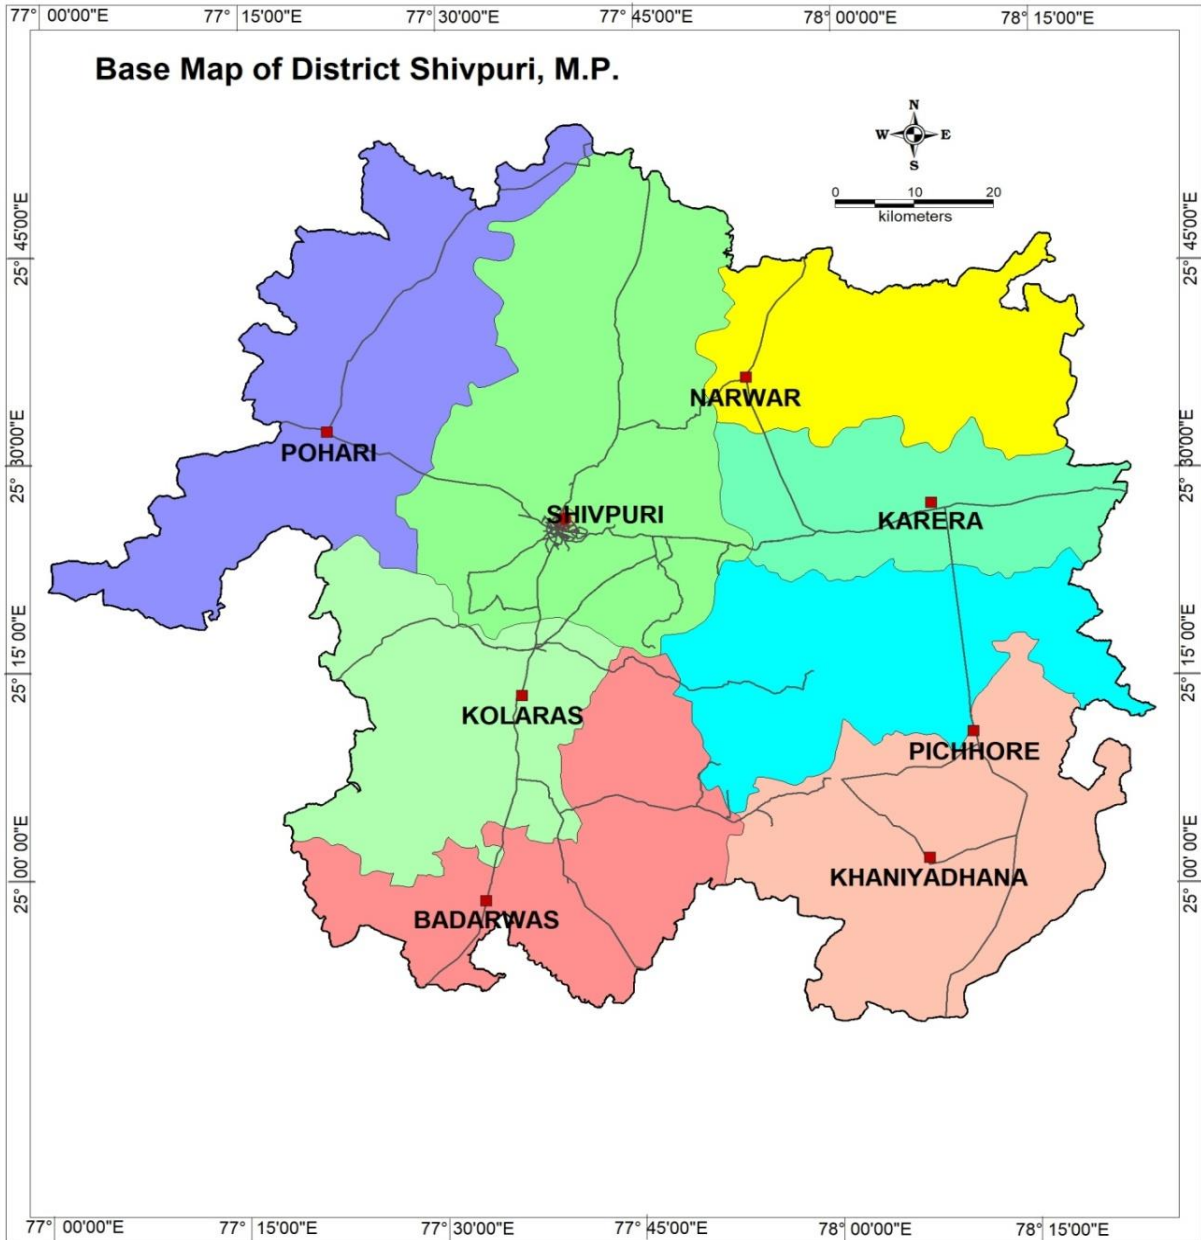 77° 00'00"E 77° 15'00"E 77° 30'00"E 77° 45'00"E 78° 00'00"E 78° 15'00"E
Base Map of District Shivpuri, M.P.
N
W E
S
0 10 20
kilometers
25° 45'00"E 25° 45'00"E
NARWAR
25° 30'00"E 25° 30'00"E
POHARI
SHIVPURI
KARERA
25° 15' 00"E 25° 15' 00"E
KOLARAS
PICHHORE
25° 00' 00"E 25° 00' 00"E
KHANIYADHANA
BADARWAS
77° 00'00"E 77° 15'00"E 77° 30'00"E 77° 45'00"E 78° 00'00"E 78° 15'00"E